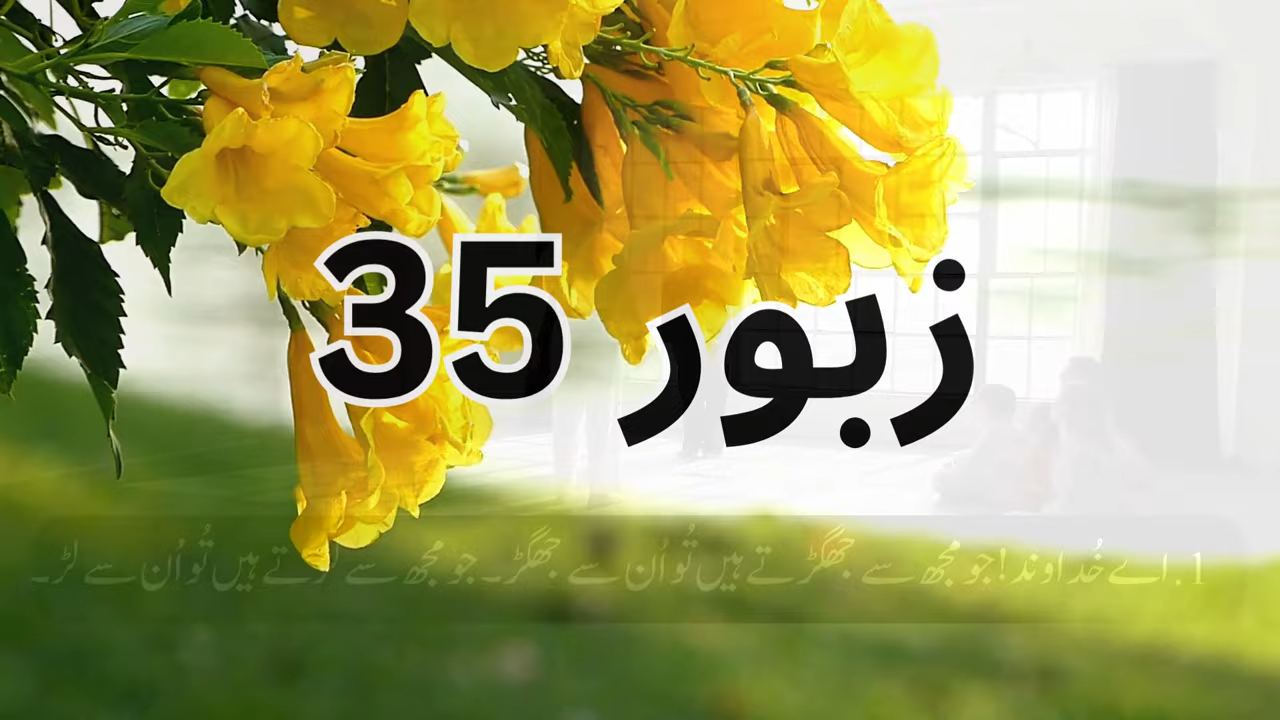 زبور 35
1. اے خُداوند! جو مجھ سے جھگڑتے ہیں تُو اُن سے جھگڑ۔ جو مجھ سے لڑتے ہیں تُو اُن سے لڑ۔